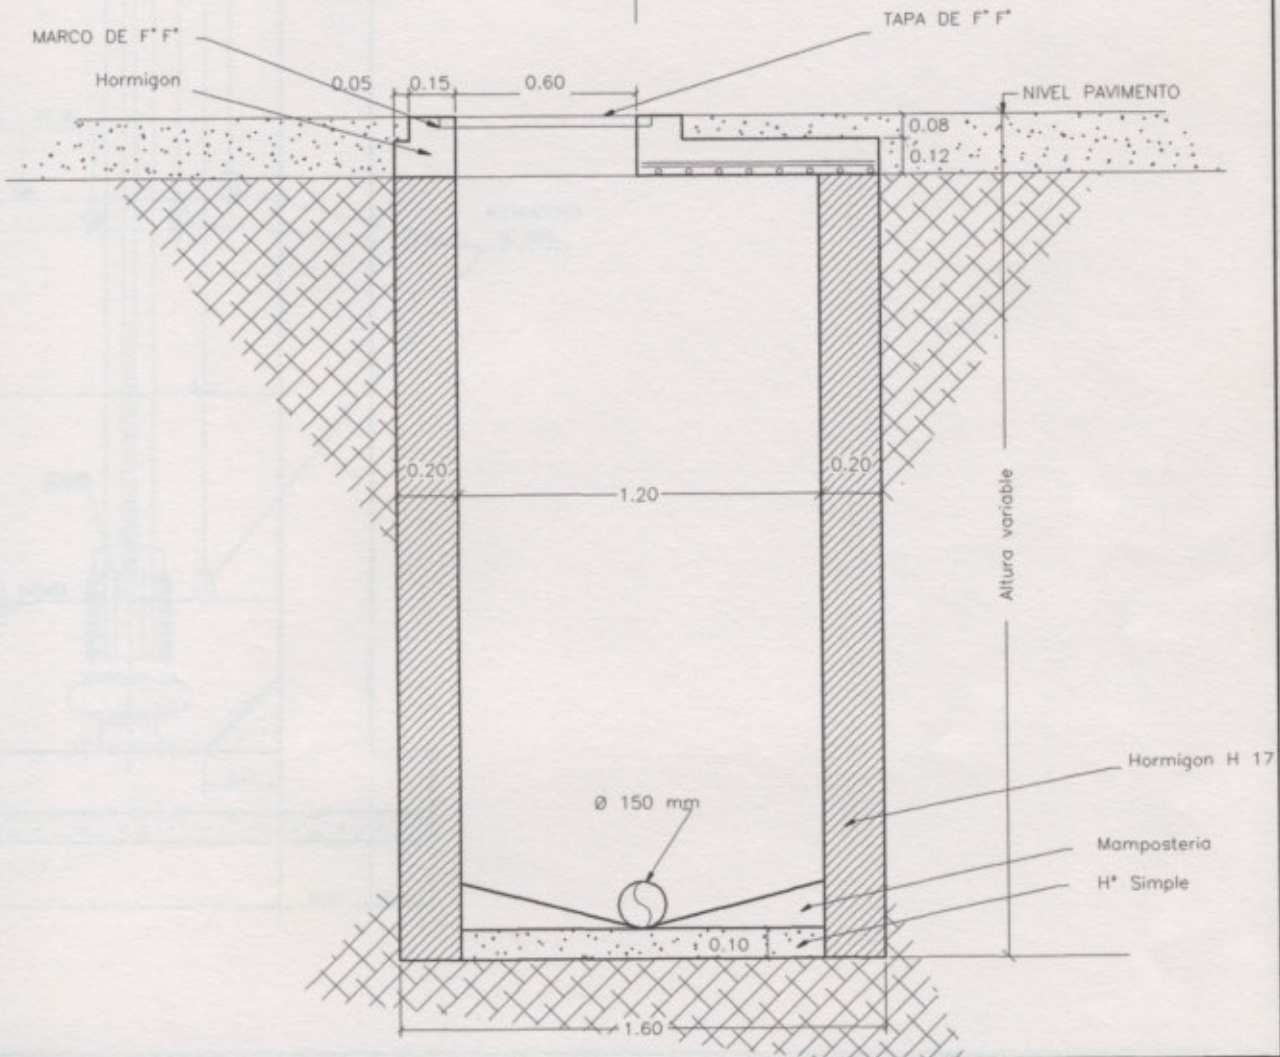 TAPA DE F° F°
MARCO DE F° F°
Hormigon
0.05
0.15
0.60
NIVEL PAVIMENTO
0.08
0.12
0.20
1.20
0.20
Altura variable
Hormigon H 17
Ø 150 mm
Mamposteria
H° Simple
0.10
1.60